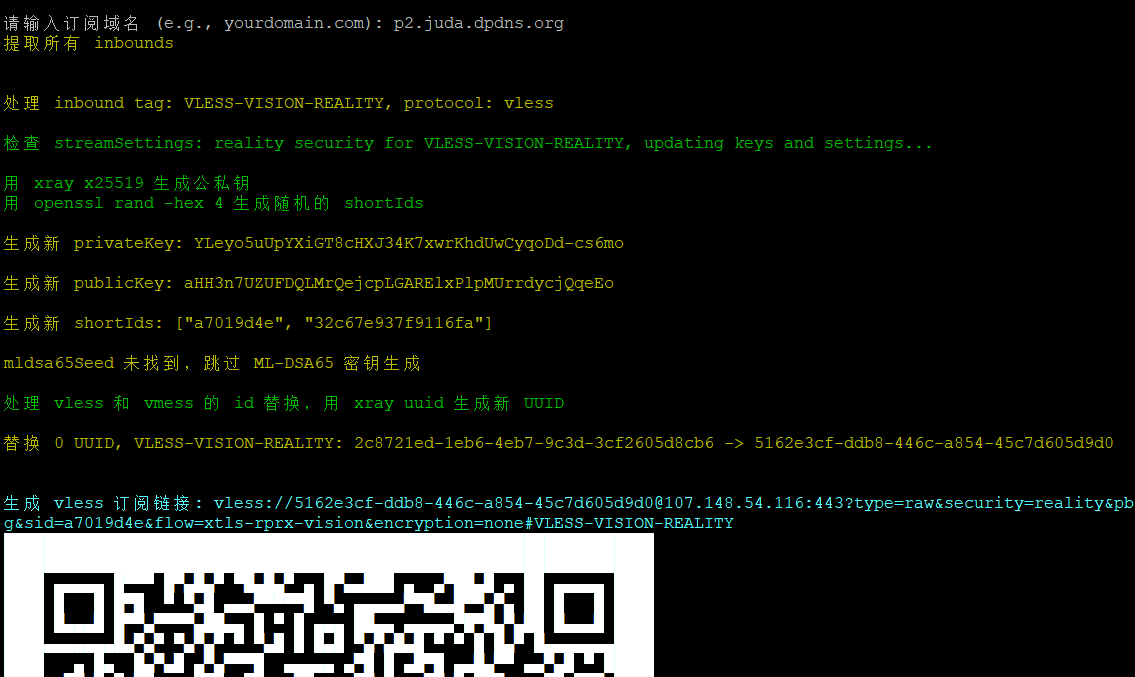 请输入订阅域名 (e.g., yourdomain.com): p2.juda.dpdns.org
提取所有 inbounds
处理 inbound tag: VLESS-VISION-REALITY, protocol: vless
检查 streamSettings: reality security for VLESS-VISION-REALITY, updating keys and settings...
用 xray x25519 生成公私钥
用 openssl rand -hex 4 生成随机的 shortIds
生成新 privateKey: YLeyo5uUpYXiGT8cHXJ34K7xwrKhdUwCyqoDd-cs6mo
生成新 publicKey: aHH3n7UZUFDQLMrQejcpLGARElxPlpMUrrdycjQqeEo
生成新 shortIds: ["a7019d4e", "32c67e937f9116fa"]
mldsa65Seed 未找到，跳过 ML-DSA65 密钥生成
处理 vless 和 vmess 的 id 替换，用 xray uuid 生成新 UUID
替换 0 UUID, VLESS-VISION-REALITY: 2c8721ed-1eb6-4eb7-9c3d-3cf2605d8cb6 -> 5162e3cf-ddb8-446c-a854-45c7d605d9d0
生成 vless 订阅链接: vless://5162e3cf-ddb8-446c-a854-45c7d605d9d0@107.148.54.116:443?type=raw&security=reality&pb
g&sid=a7019d4e&flow=xtls-rprx-vision&encryption=none#VLESS-VISION-REALITY